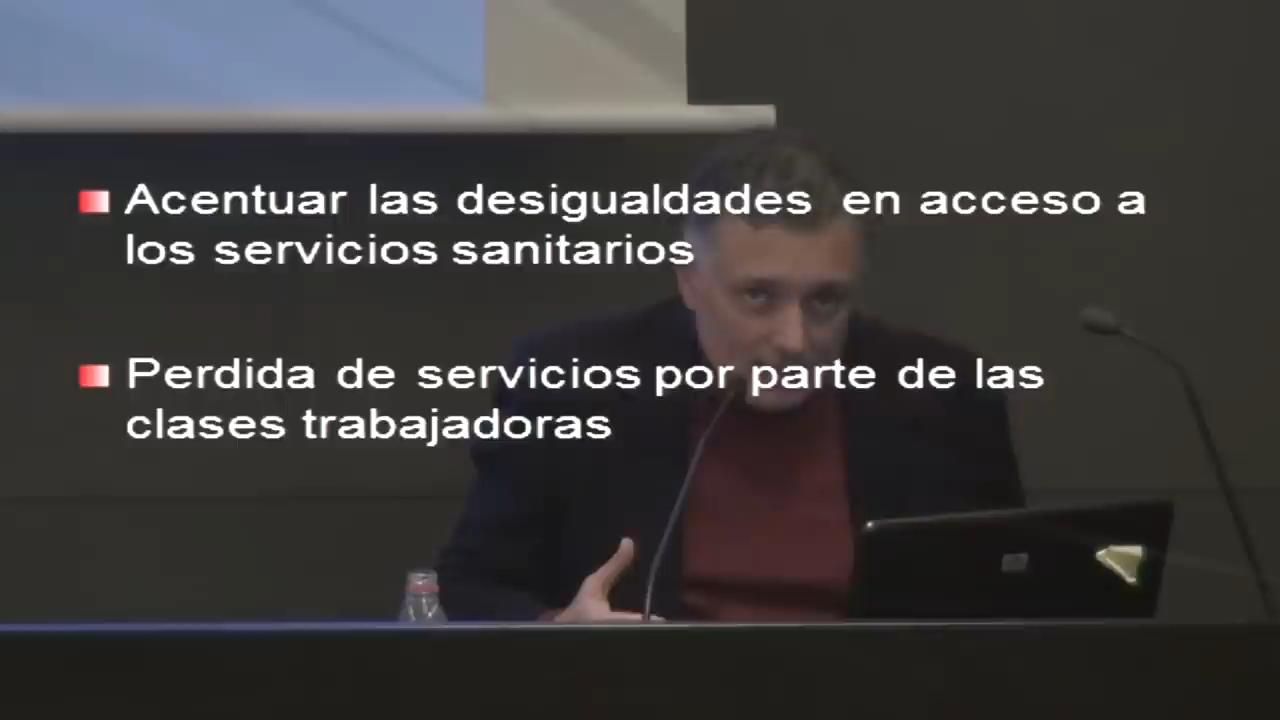 Acentuar las desigualdades en acceso a
los servicios sanitarios
Perdida de servicios por parte de las
clases trabajadoras